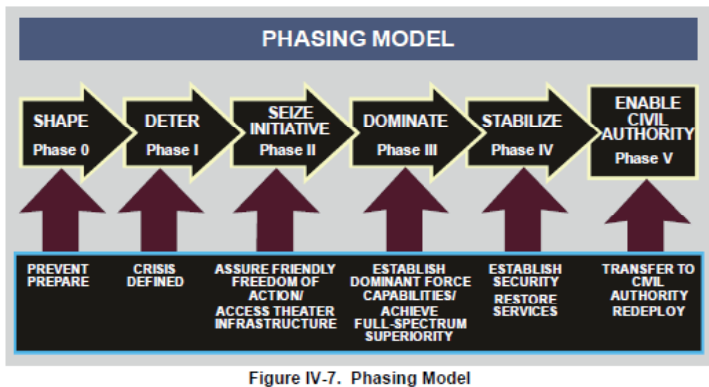 PHASING MODEL
SHAPE
Phase 0
DETER
Phase I
SEIZE
INITIATIVE
Phase II
DOMINATE
Phase III
STABILIZE
Phase IV
ENABLE
CIVIL
AUTHORITY
Phase V
PREVENT
PREPARE
CRISIS
DEFINED
ASSURE FRIENDLY
FREEDOM OF
ACTION/
ACCESS THEATER
INFRASTRUCTURE
ESTABLISH
DOMINANT FORCE
CAPABILITIES/
ACHIEVE
FULL-SPECTRUM
SUPERIORITY
ESTABLISH
SECURITY
RESTORE
SERVICES
TRANSFER TO
CIVIL
AUTHORITY
REDEPLOY
Figure IV-7. Phasing Model